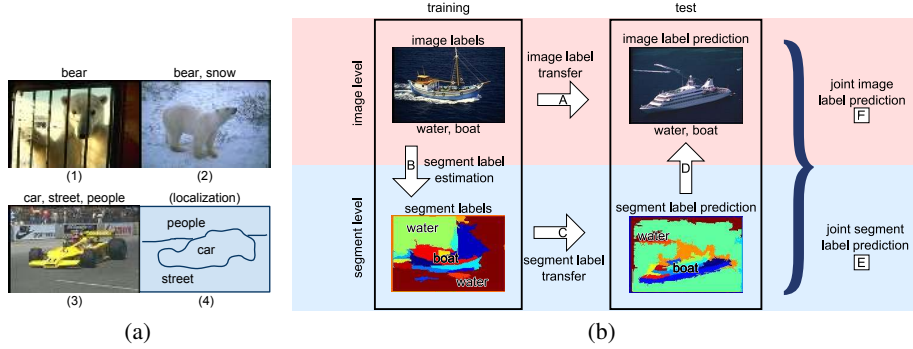 training
test
image level
image labels
image label
transfer
A
image label prediction
water, boat
water, boat
joint image
label prediction
F
B
segment label
estimation
D
segment level
segment labels
water
boat
water
C
segment label
transfer
segment label prediction
water
boat
joint segment
label prediction
E
bear
bear, snow
(1)
(2)
car, street, people
(localization)
people
car
street
(3)
(4)
(a)
(b)